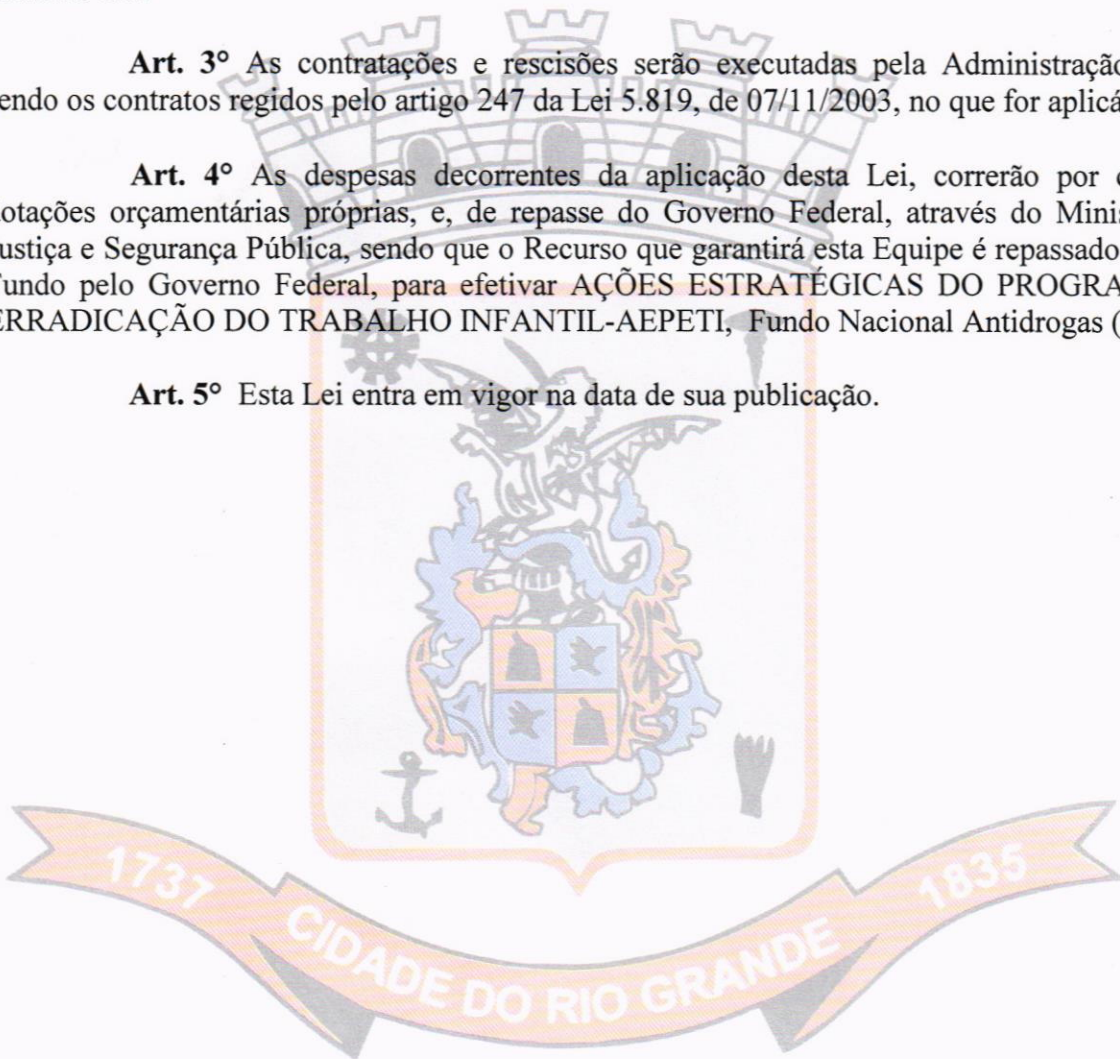 Art. 3° As contratações e rescisões serão executadas pela Administração
endo os contratos regidos pelo artigo 247 da Lei 5.819, de 07/11/2003, no que for aplicá
Art. 4° As despesas decorrentes da aplicação desta Lei, correrão por
otações orçamentárias próprias, e, de repasse do Governo Federal, através do Minis
ustiça e Segurança Pública, sendo que o Recurso que garantirá esta Equipe é repassado
Fundo pelo Governo Federal, para efetivar AÇÕES ESTRATÉGICAS DO PROGRA
ERRADICAÇÃO DO TRABALHO INFANTIL-AEPETI, Fundo Nacional Antidrogas (
Art. 5° Esta Lei entra em vigor na data de sua publicação.
1737 CIDADE DO RIO GRANDE 1835